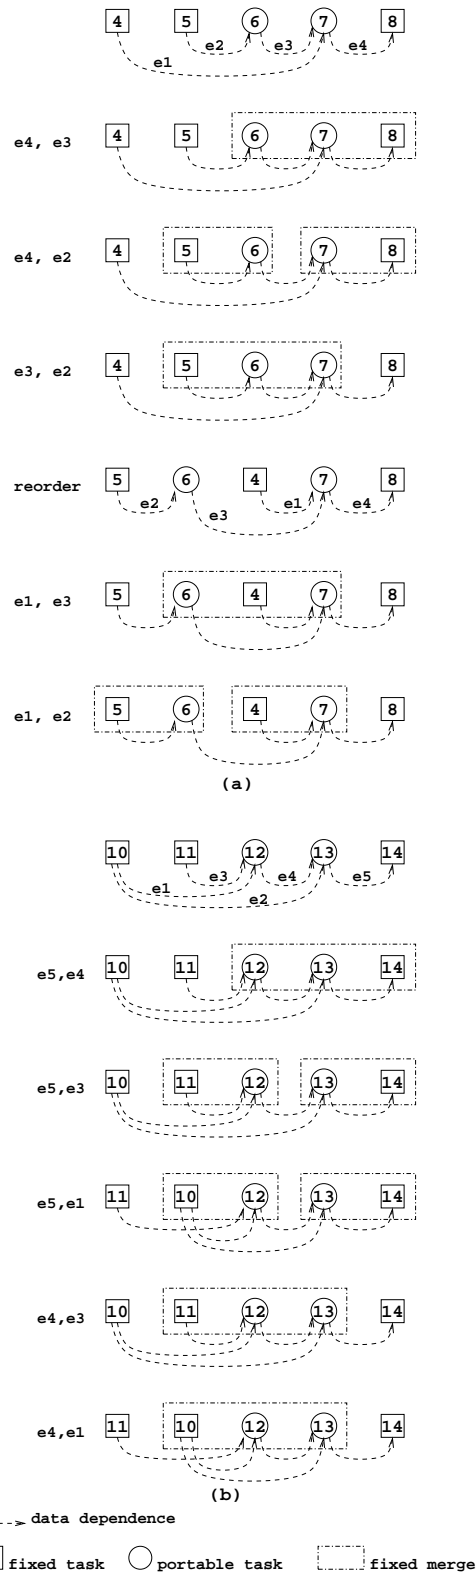 4 5 6 7 8
e2 e3 e4
e1
e4, e3 4 5 6 7 8
e4, e2 4 5 6 7 8
e3, e2 4 5 6 7 8
reorder 5 6 4 7 8
e2 e1 e4
e3
e1, e3 5 6 4 7 8
e1, e2 5 6 4 7 8
(a)
10 11 12 13 14
e3 e4 e5
e1
e2
e5,e4 10 11 12 13 14
e5,e3 10 11 12 13 14
e5,e1 11 10 12 13 14
e4,e3 10 11 12 13 14
e4,e1 11 10 12 13 14
(b)
data dependence
fixed task portable task fixed merge